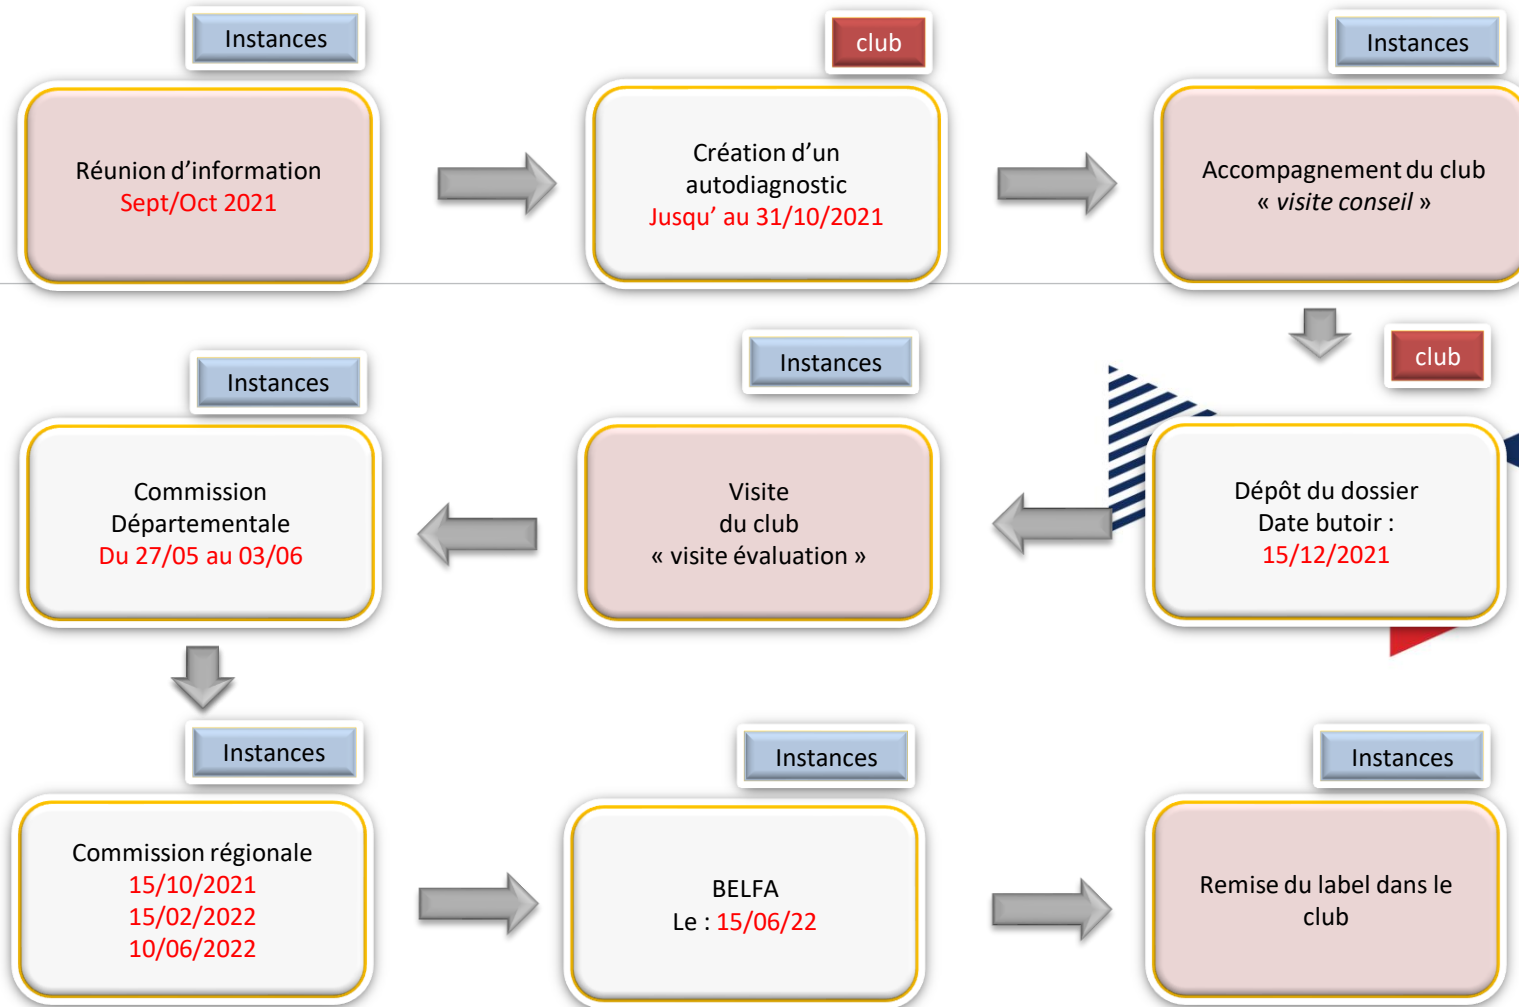 Instances
Réunion d’information
Sept/Oct 2021
club
Création d’un
autodiagnostic
Jusqu’ au 31/10/2021
Instances
Accompagnement du club
« visite conseil »
club
Dépôt du dossier
Date butoir :
15/12/2021
Instances
Visite
du club
« visite évaluation »
Instances
Commission
Départementale
Du 27/05 au 03/06
Instances
Commission régionale
15/10/2021
15/02/2022
10/06/2022
Instances
BELFA
Le : 15/06/22
Instances
Remise du label dans le
club